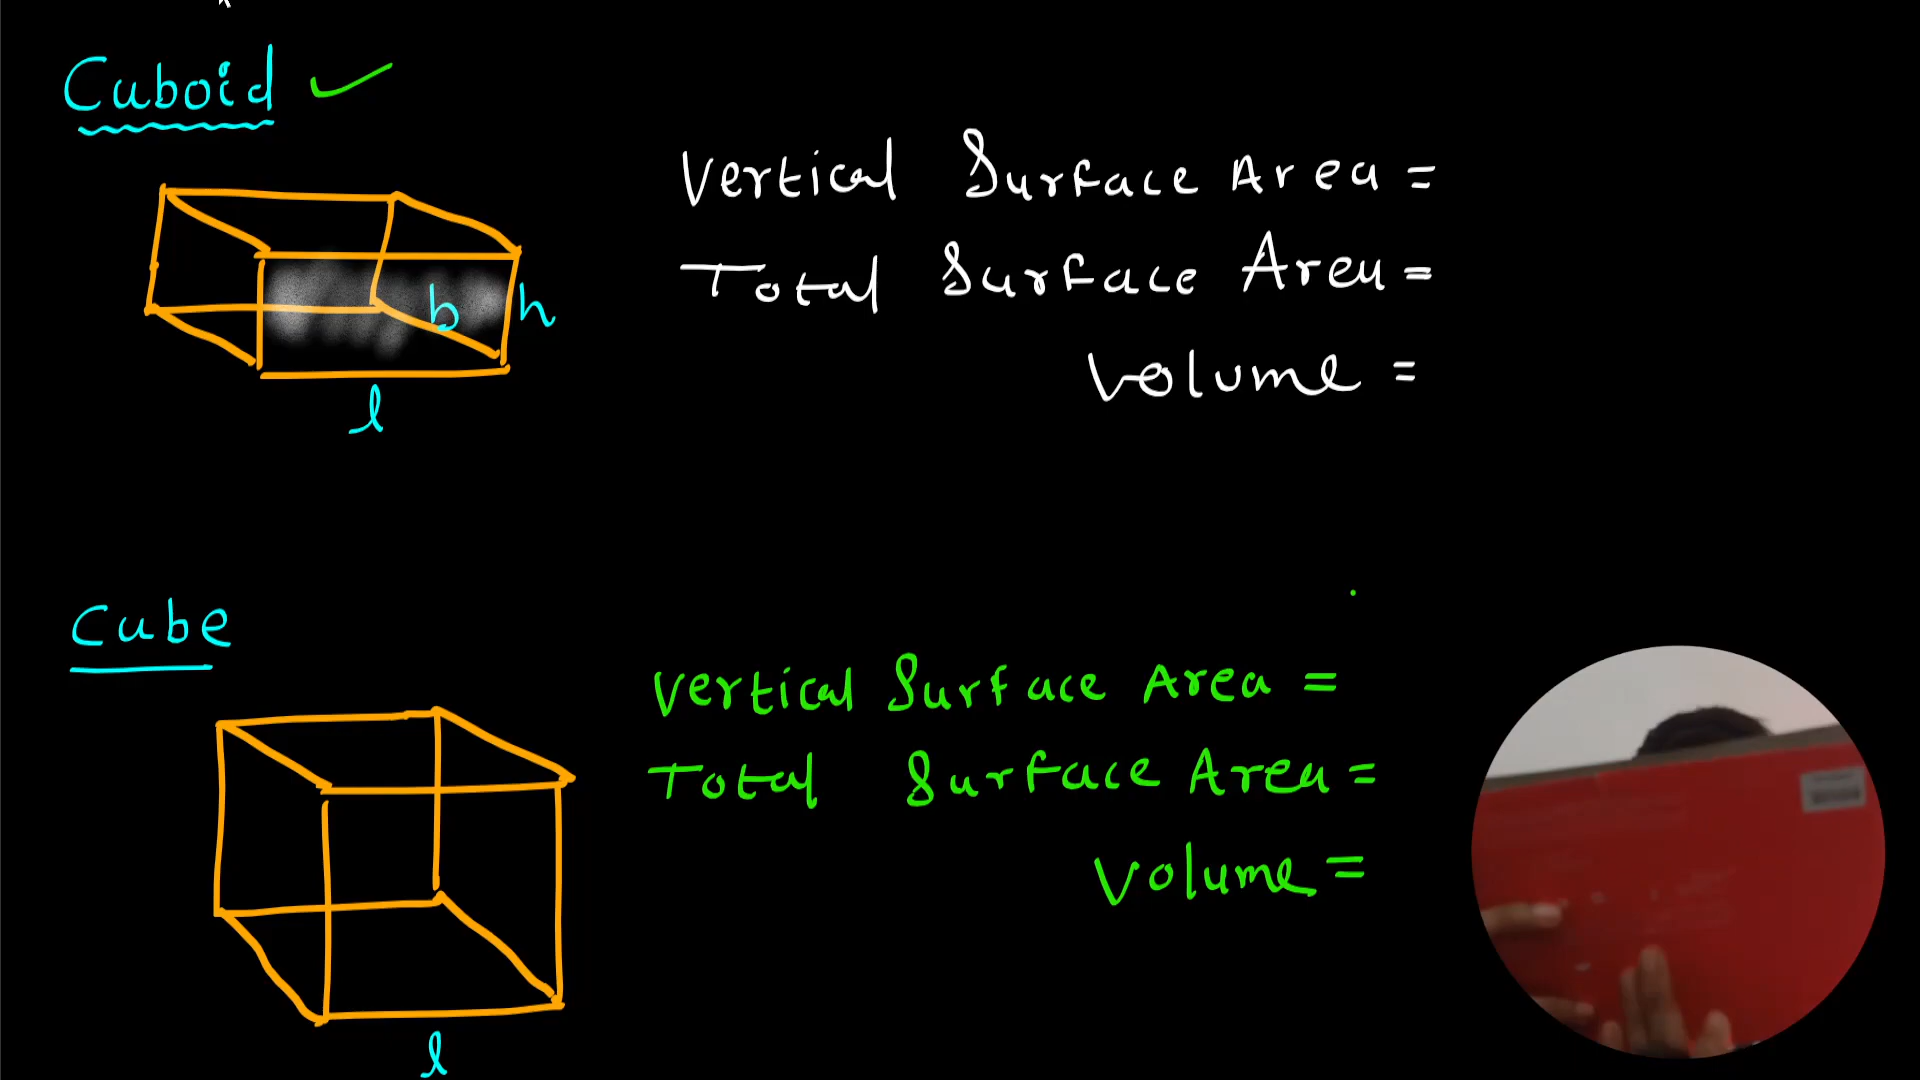 Cuboid
Vertical Surface Area =
Total Surface Area =
b h
Volume =
l
Cube
Vertical Surface Area =
Total Surface Area =
Volume =
l